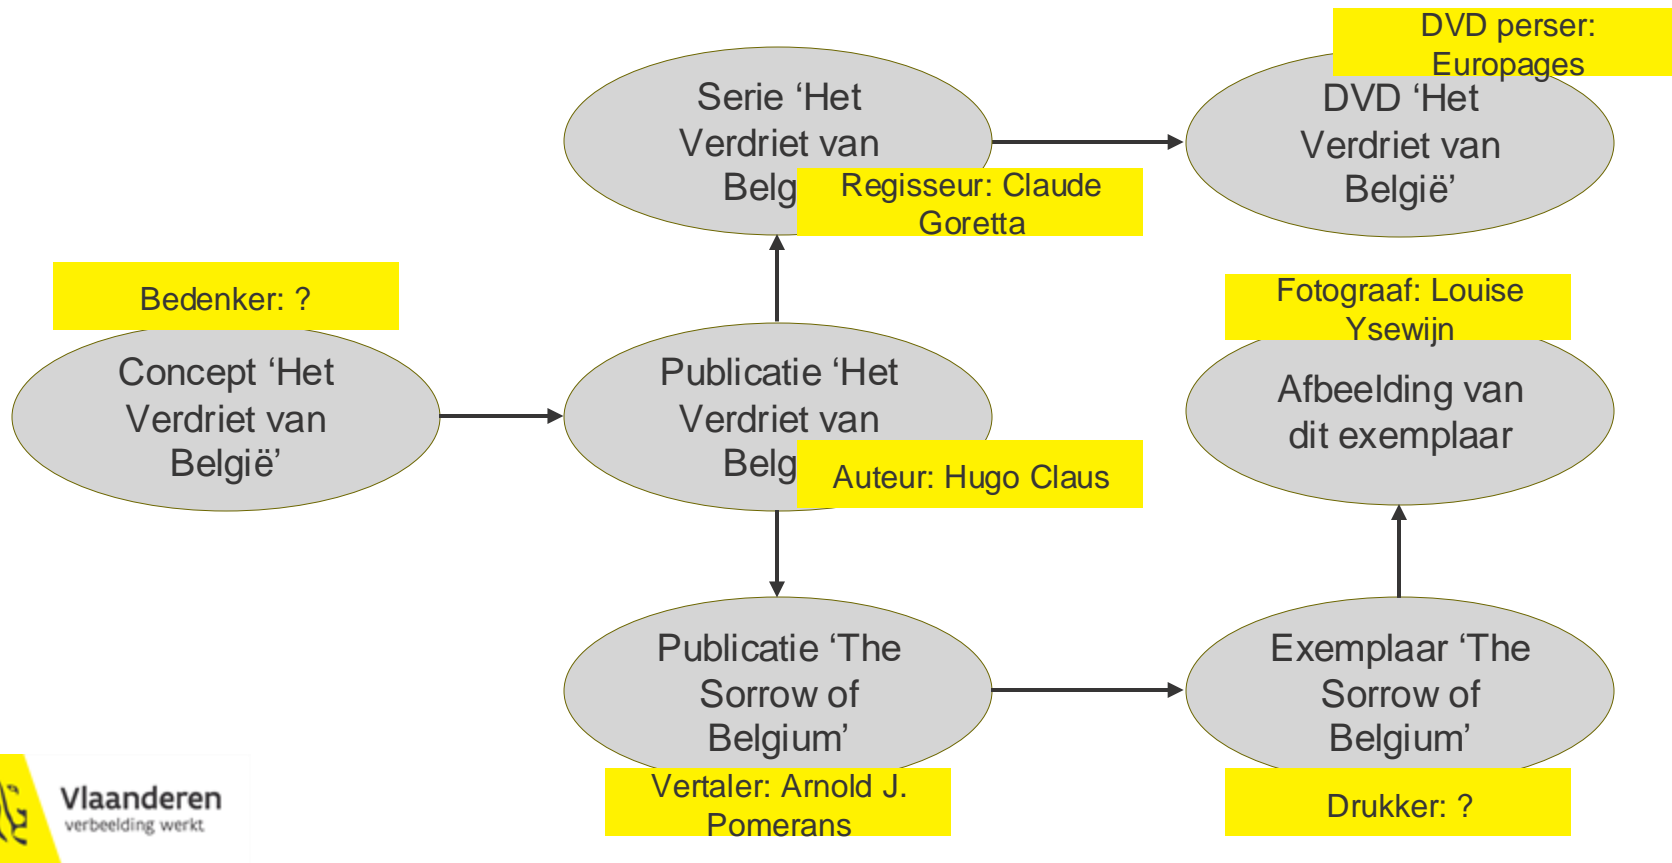 DVD perser:
Europages
Serie ‘Het
Verdriet van
Belg
Regisseur: Claude
Goretta
DVD ‘Het
Verdriet van
België’
Bedenker: ?
Concept ‘Het
Verdriet van
België’
Publicatie ‘Het
Verdriet van
Belg
Auteur: Hugo Claus
Fotograaf: Louise
Ysewijn
Afbeelding van
dit exemplaar
Publicatie ‘The
Sorrow of
Belgium’
Vertaler: Arnold J.
Pomerans
Exemplaar ‘The
Sorrow of
Belgium’
Drukker: ?
Vlaanderen
verbeelding werkt